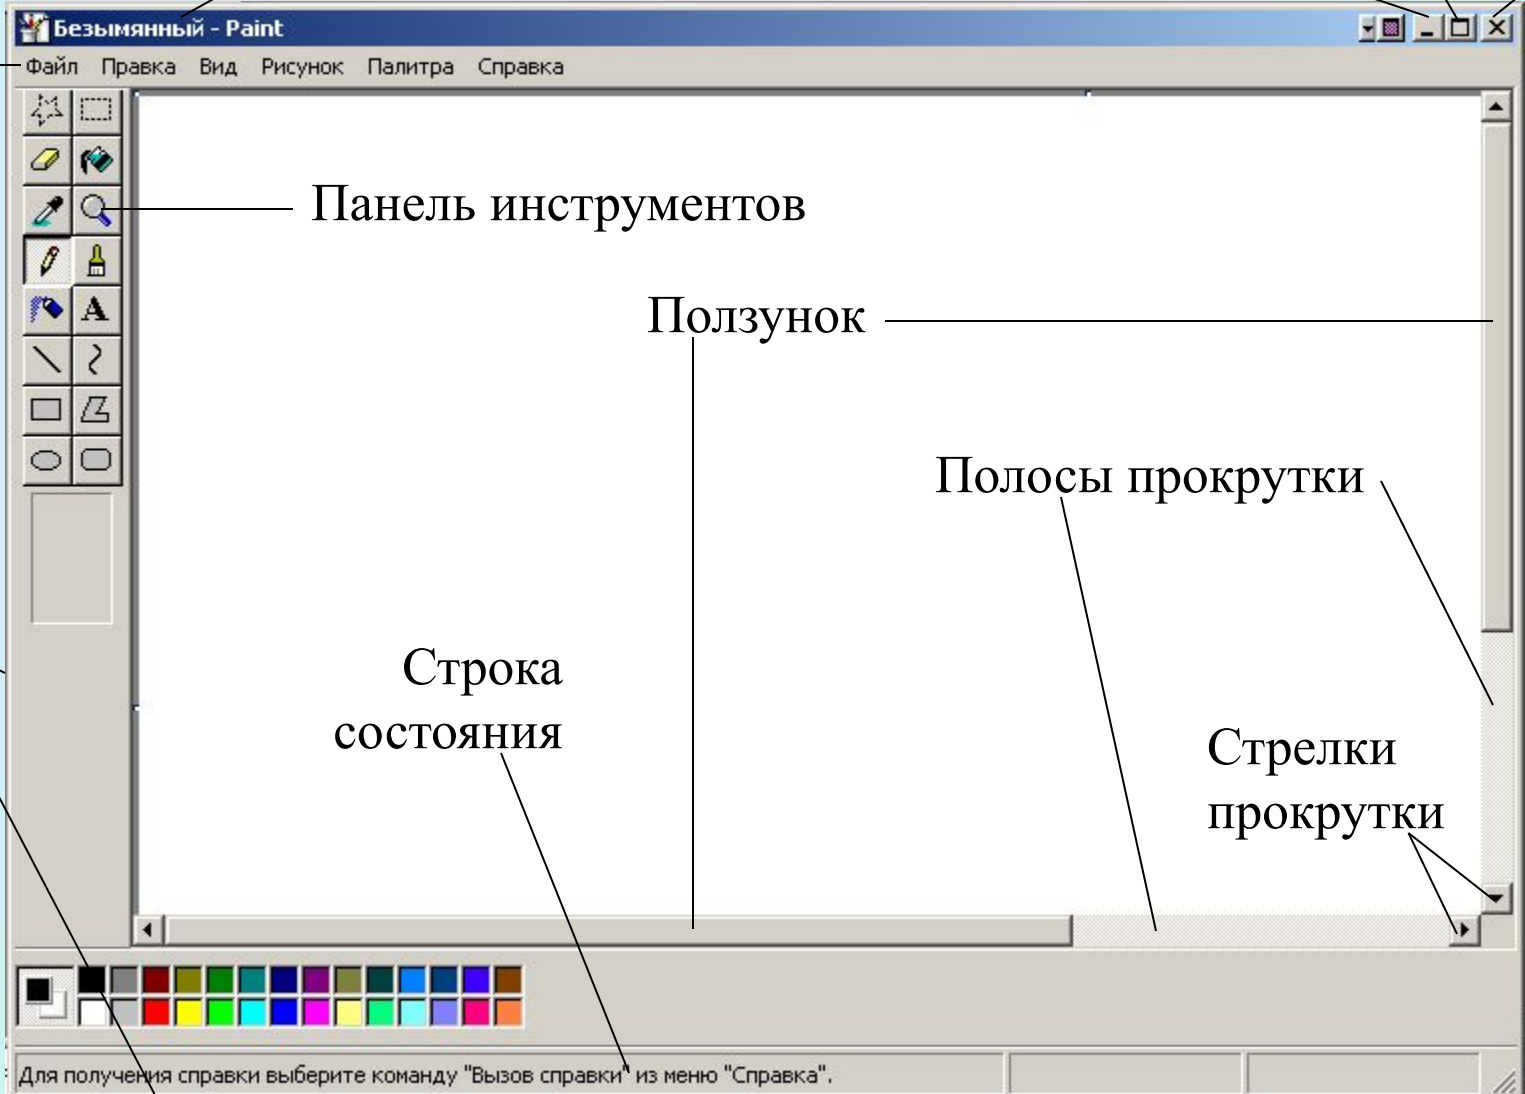 Безымянный - Paint
Файл Правка Вид Рисунок Палитра Справка
A
Панель инструментов
Ползунок
Полосы прокрутки
Строка
состояния
Стрелки
прокрутки
Для получения справки выберите команду "Вызов справки" из меню "Справка".